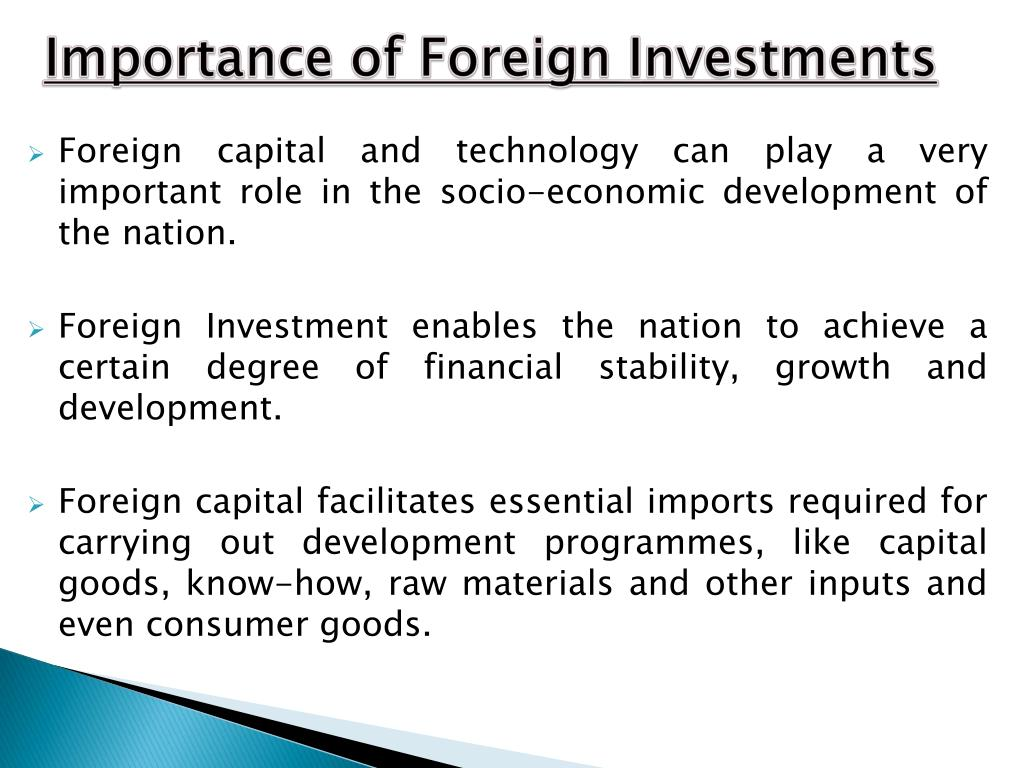 Importance of Foreign Investments
Foreign capital and technology can play a very
important role in the socio-economic development of
the nation.
Foreign Investment enables the nation to achieve a
certain degree of financial stability, growth and
development.
Foreign capital facilitates essential imports required for
carrying out development programmes, like capital
goods, know-how, raw materials and other inputs and
even consumer goods.